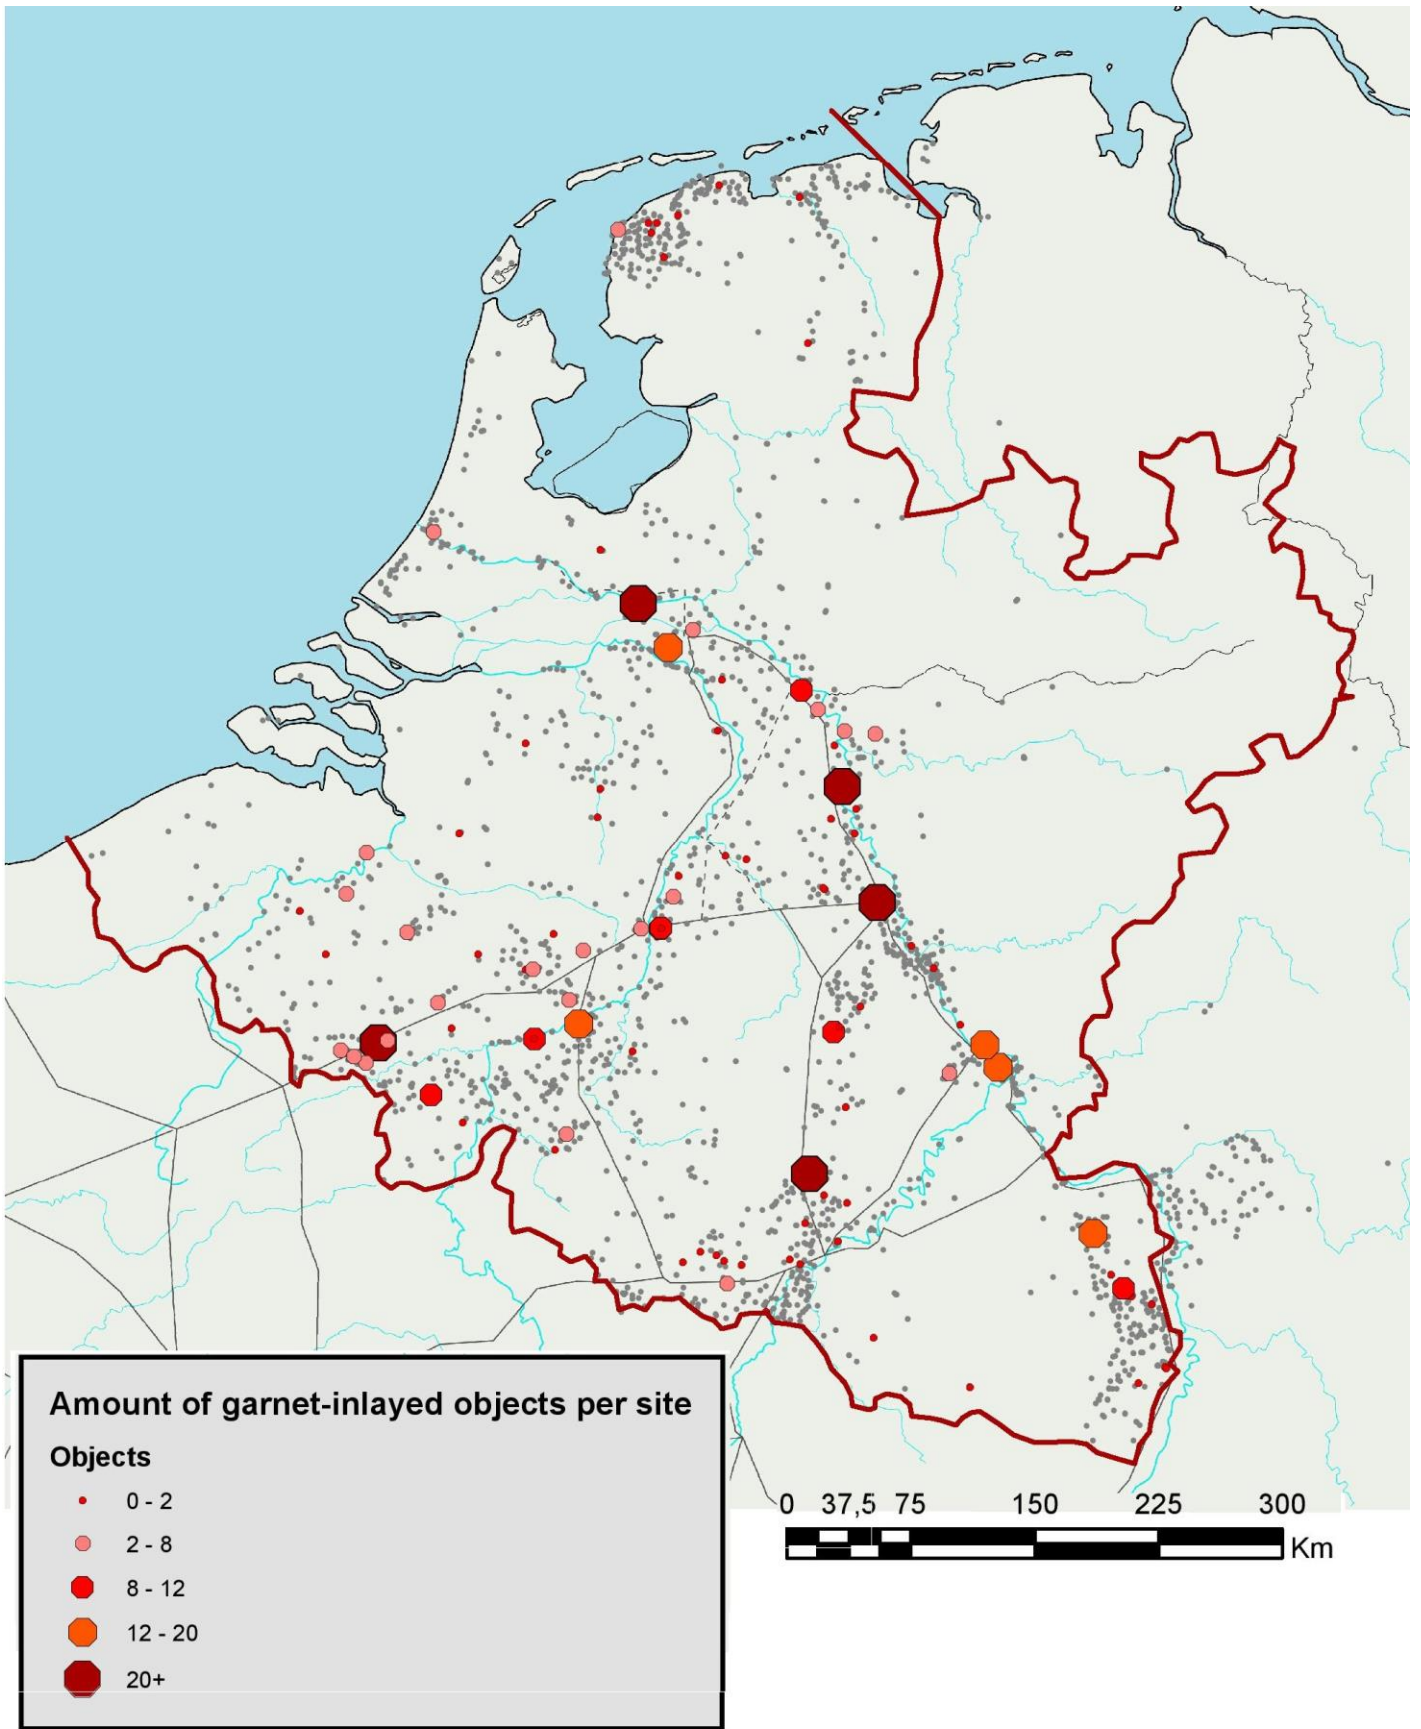 Amount of garnet-inlayed objects per site
Objects
0 - 2
2 - 8
8 - 12
12 - 20
20+
0 37,5 75 150 225 300
Km